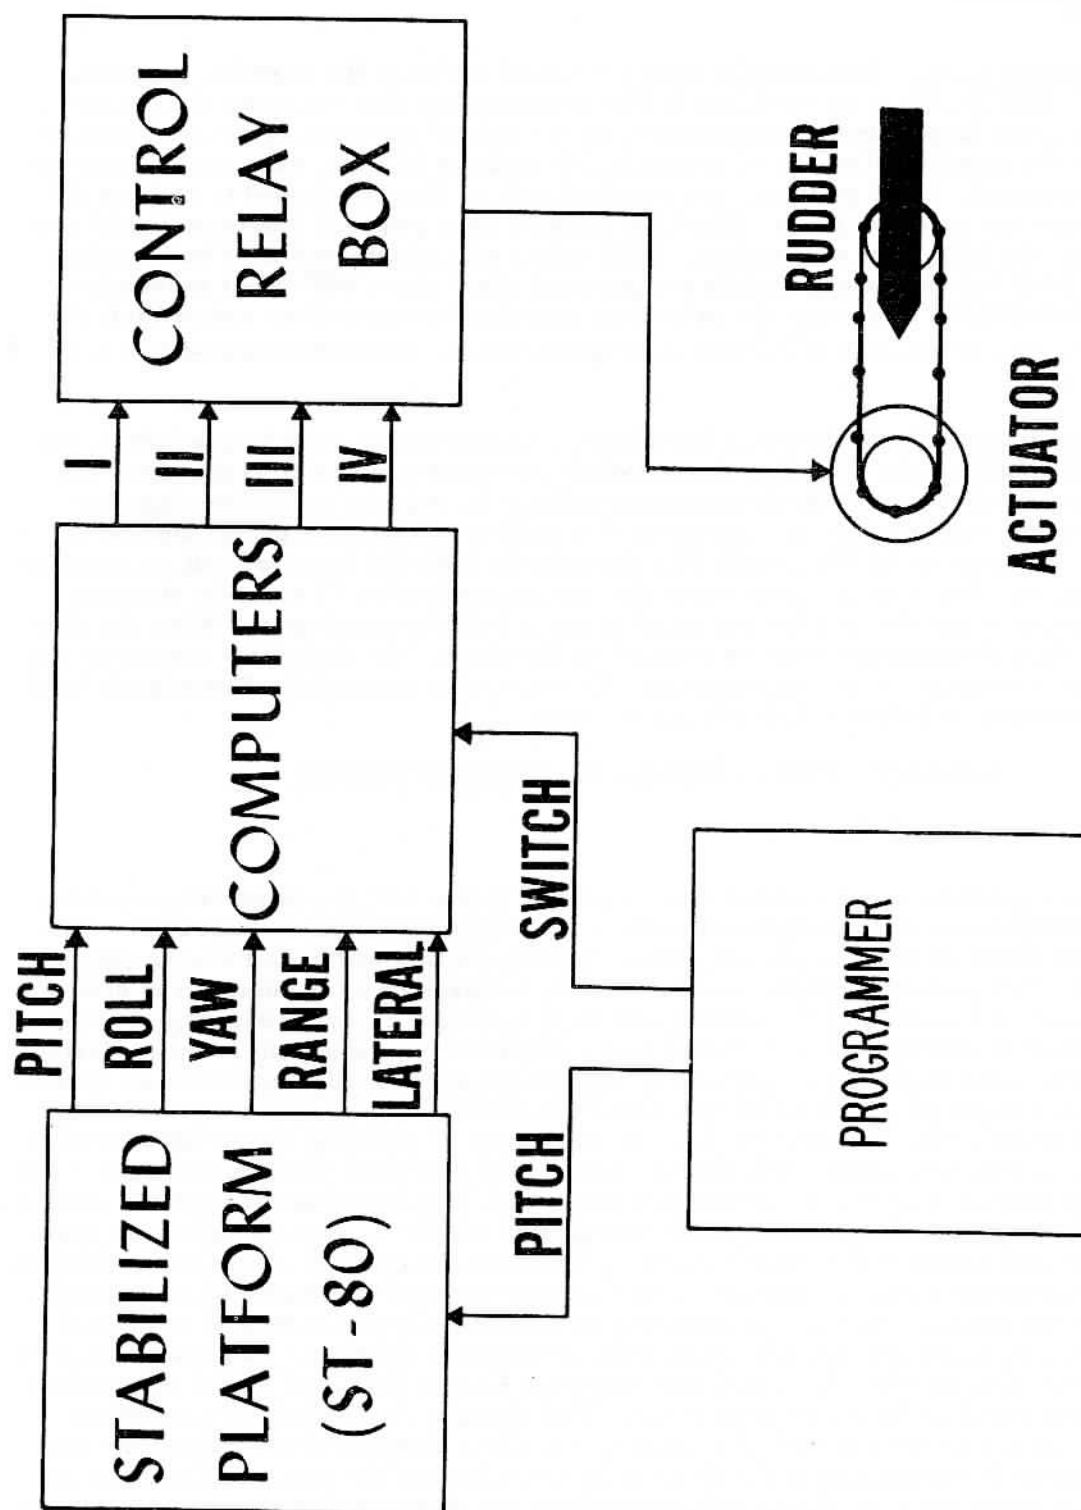 STABILIZED
PLATFORM
(ST-80)
PITCH
ROLL
YAW
RANGE
LATERAL
COMPUTERS
I
II
III
IV
CONTROL
RELAY
BOX
PITCH
SWITCH
PROGRAMMER
RUDDER
ACTUATOR